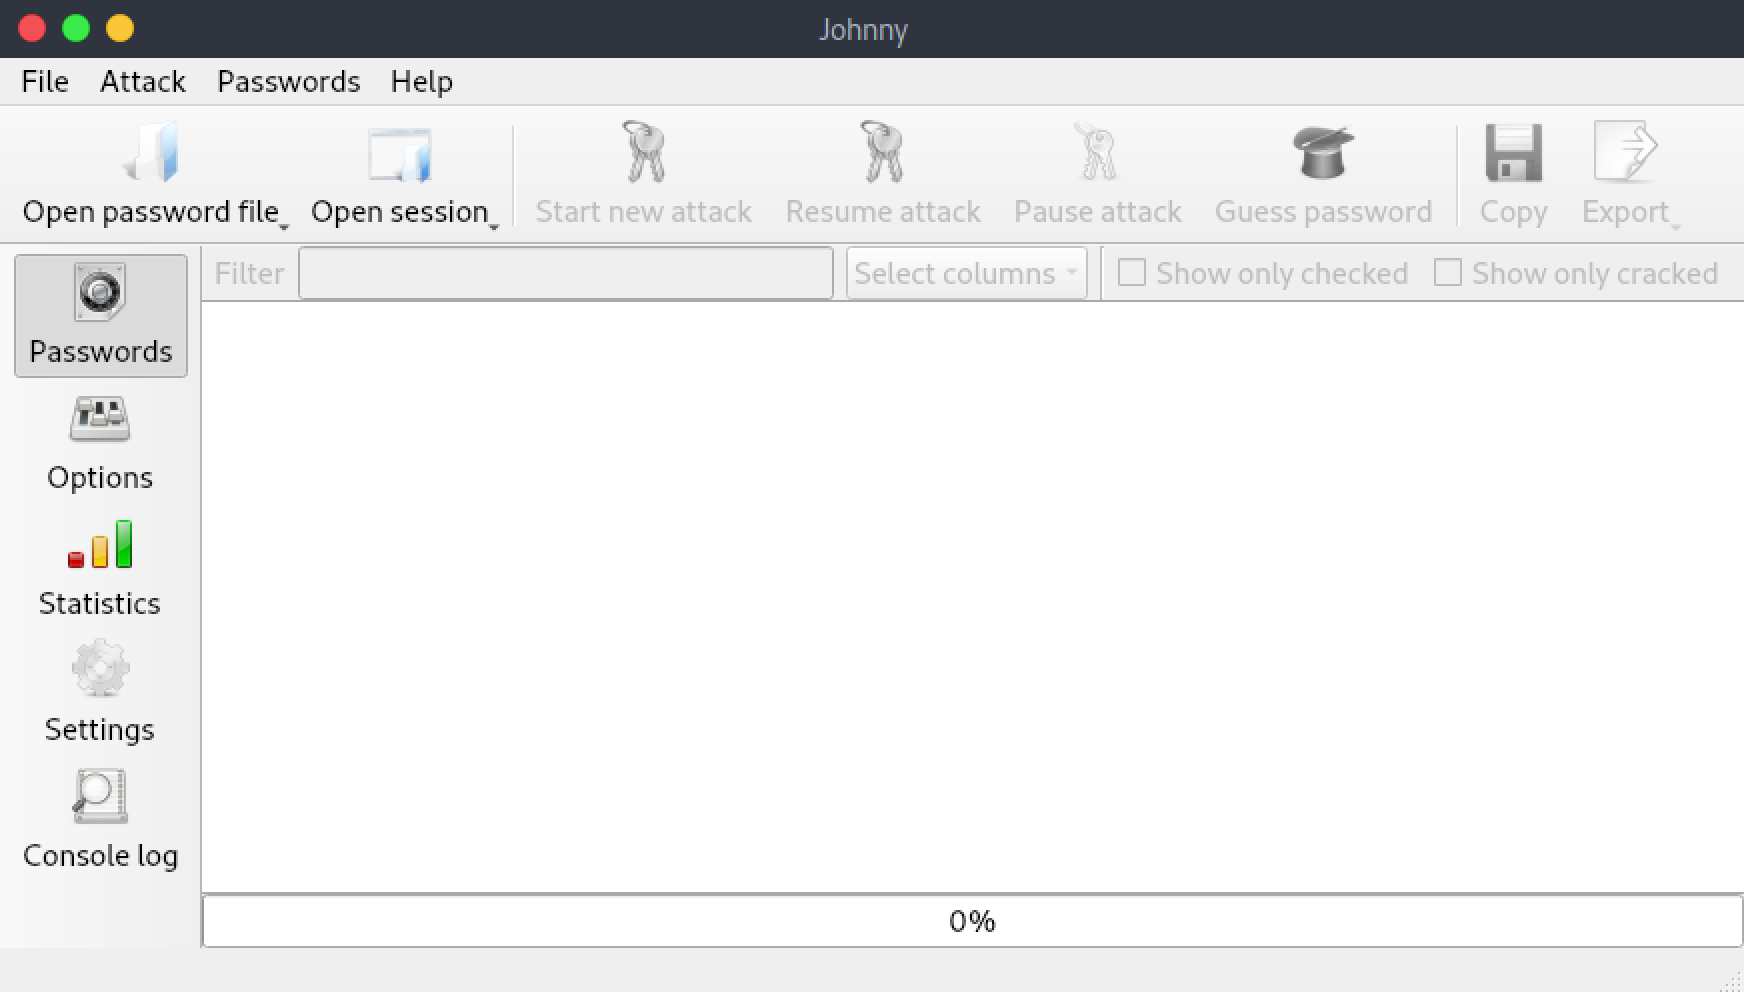 Johnny
File Attack Passwords Help
Open password file Open session Start new attack Resume attack Pause attack Guess password Copy Export
Filter Select columns Show only checked Show only cracked
Passwords
Options
Statistics
Settings
Console log
0%